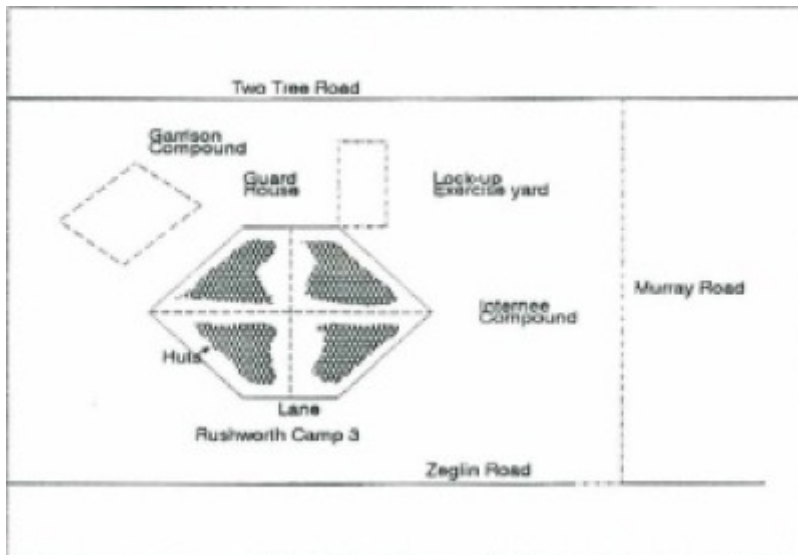 Two Tree Road
Garrison
Compound
Guard
House
Lock-up
Exercise yard
Murray Road
Internee
Compound
Huts
Lane
Rushworth Camp 3
Zeglin Road